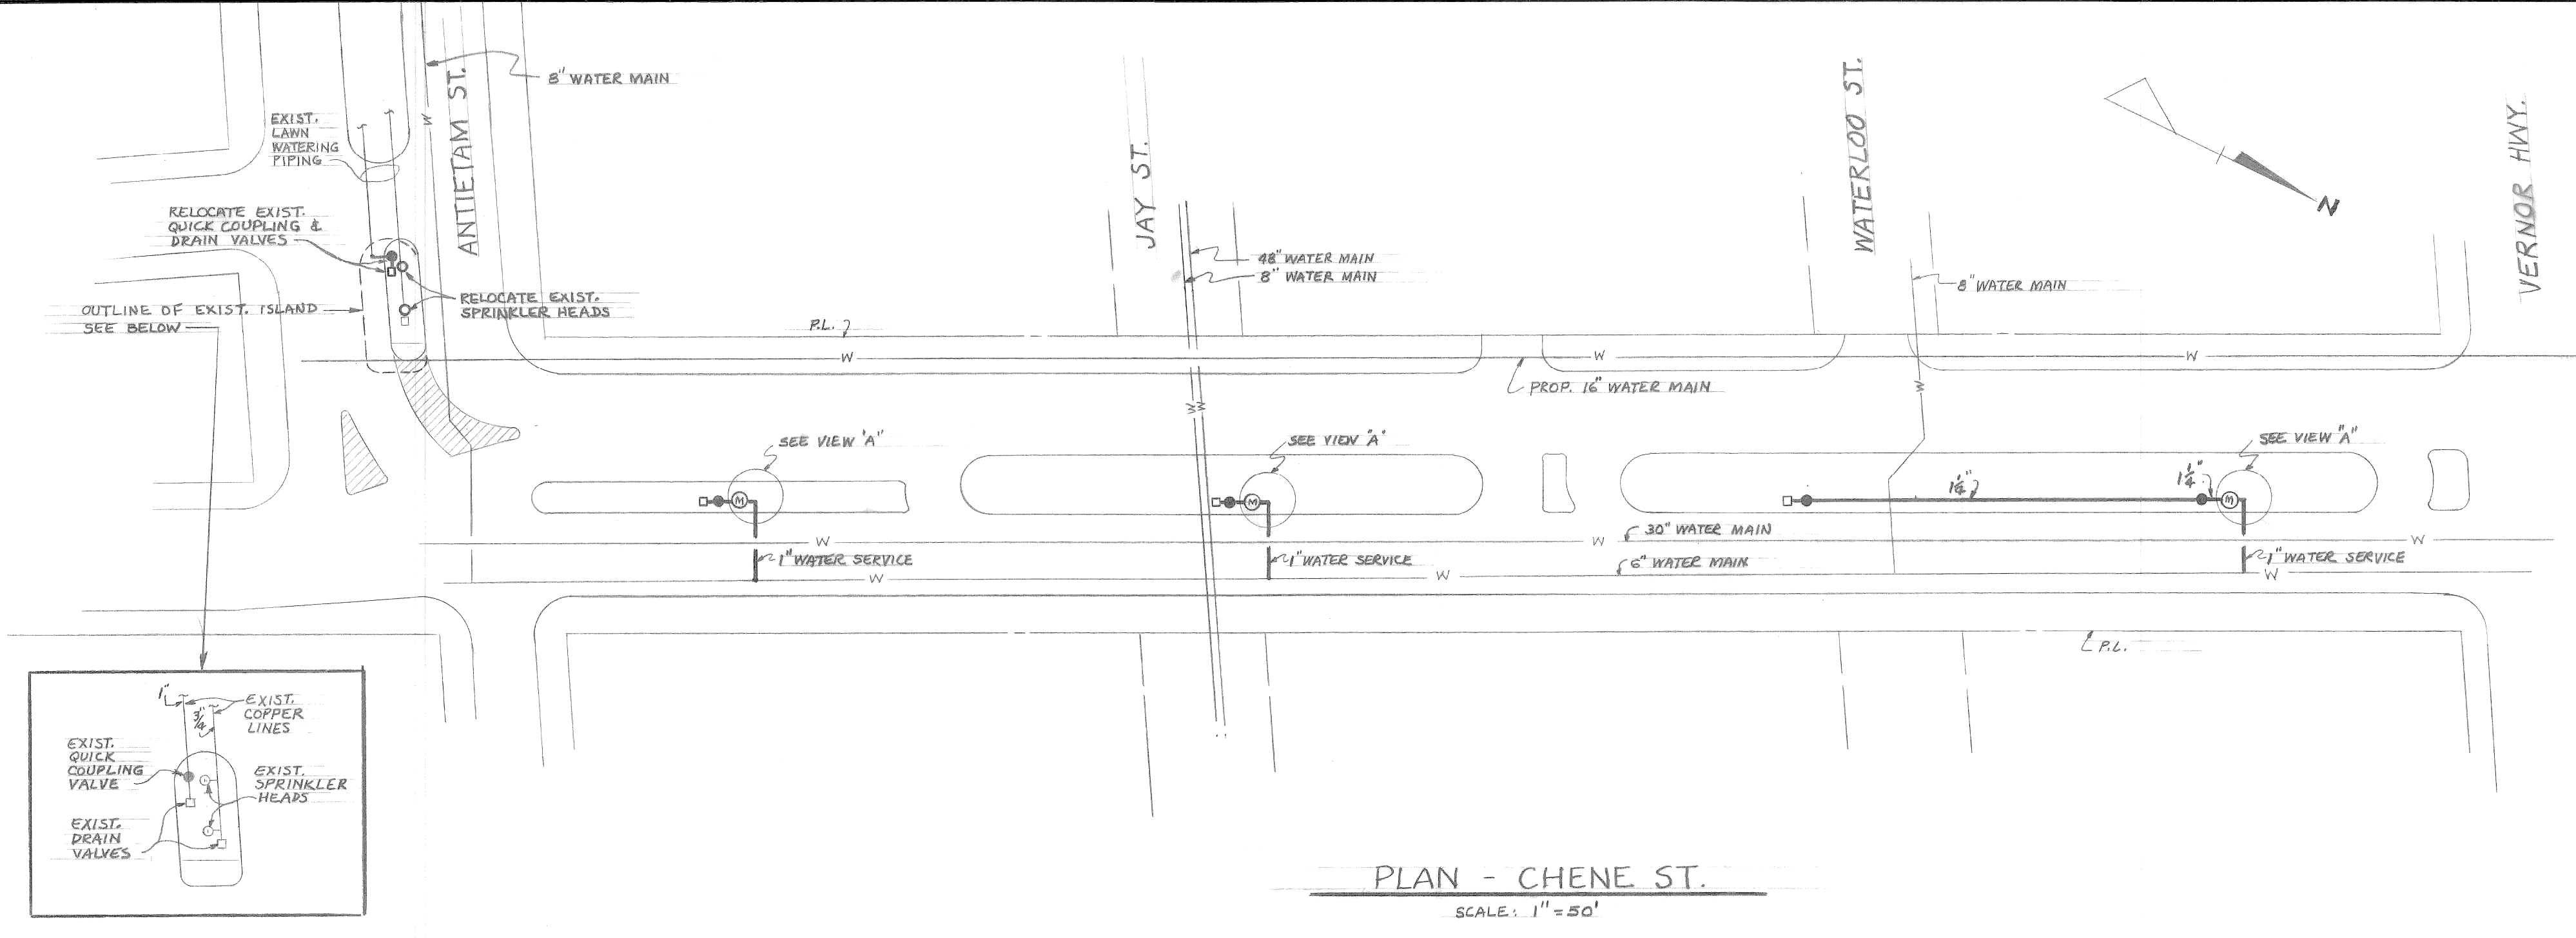 8" WATER MAIN
ANTIETAM ST.
W
EXIST.
LAWN
WATERING
PIPING
RELOCATE EXIST.
QUICK COUPLING &
DRAIN VALVES
OUTLINE OF EXIST. ISLAND
SEE BELOW
RELOCATE EXIST.
SPRINKLER HEADS
JAY ST.
48" WATER MAIN
8" WATER MAIN
WATERLOO ST.
8" WATER MAIN
N
VERNOR HWY.
P.L.
W
W
W
PROP. 16" WATER MAIN
W
W
W
SEE VIEW "A"
SEE VIEW "A"
SEE VIEW "A"
M
M
1¼"
1¼"
M
30" WATER MAIN
W
W
W
1" WATER SERVICE
1" WATER SERVICE
6" WATER MAIN
1" WATER SERVICE
W
W
W
P.L.
1"
3/4"
EXIST.
COPPER
LINES
EXIST.
QUICK
COUPLING
VALVE
EXIST.
SPRINKLER
HEADS
EXIST.
DRAIN
VALVES
PLAN - CHENE ST.
SCALE: 1" = 50'